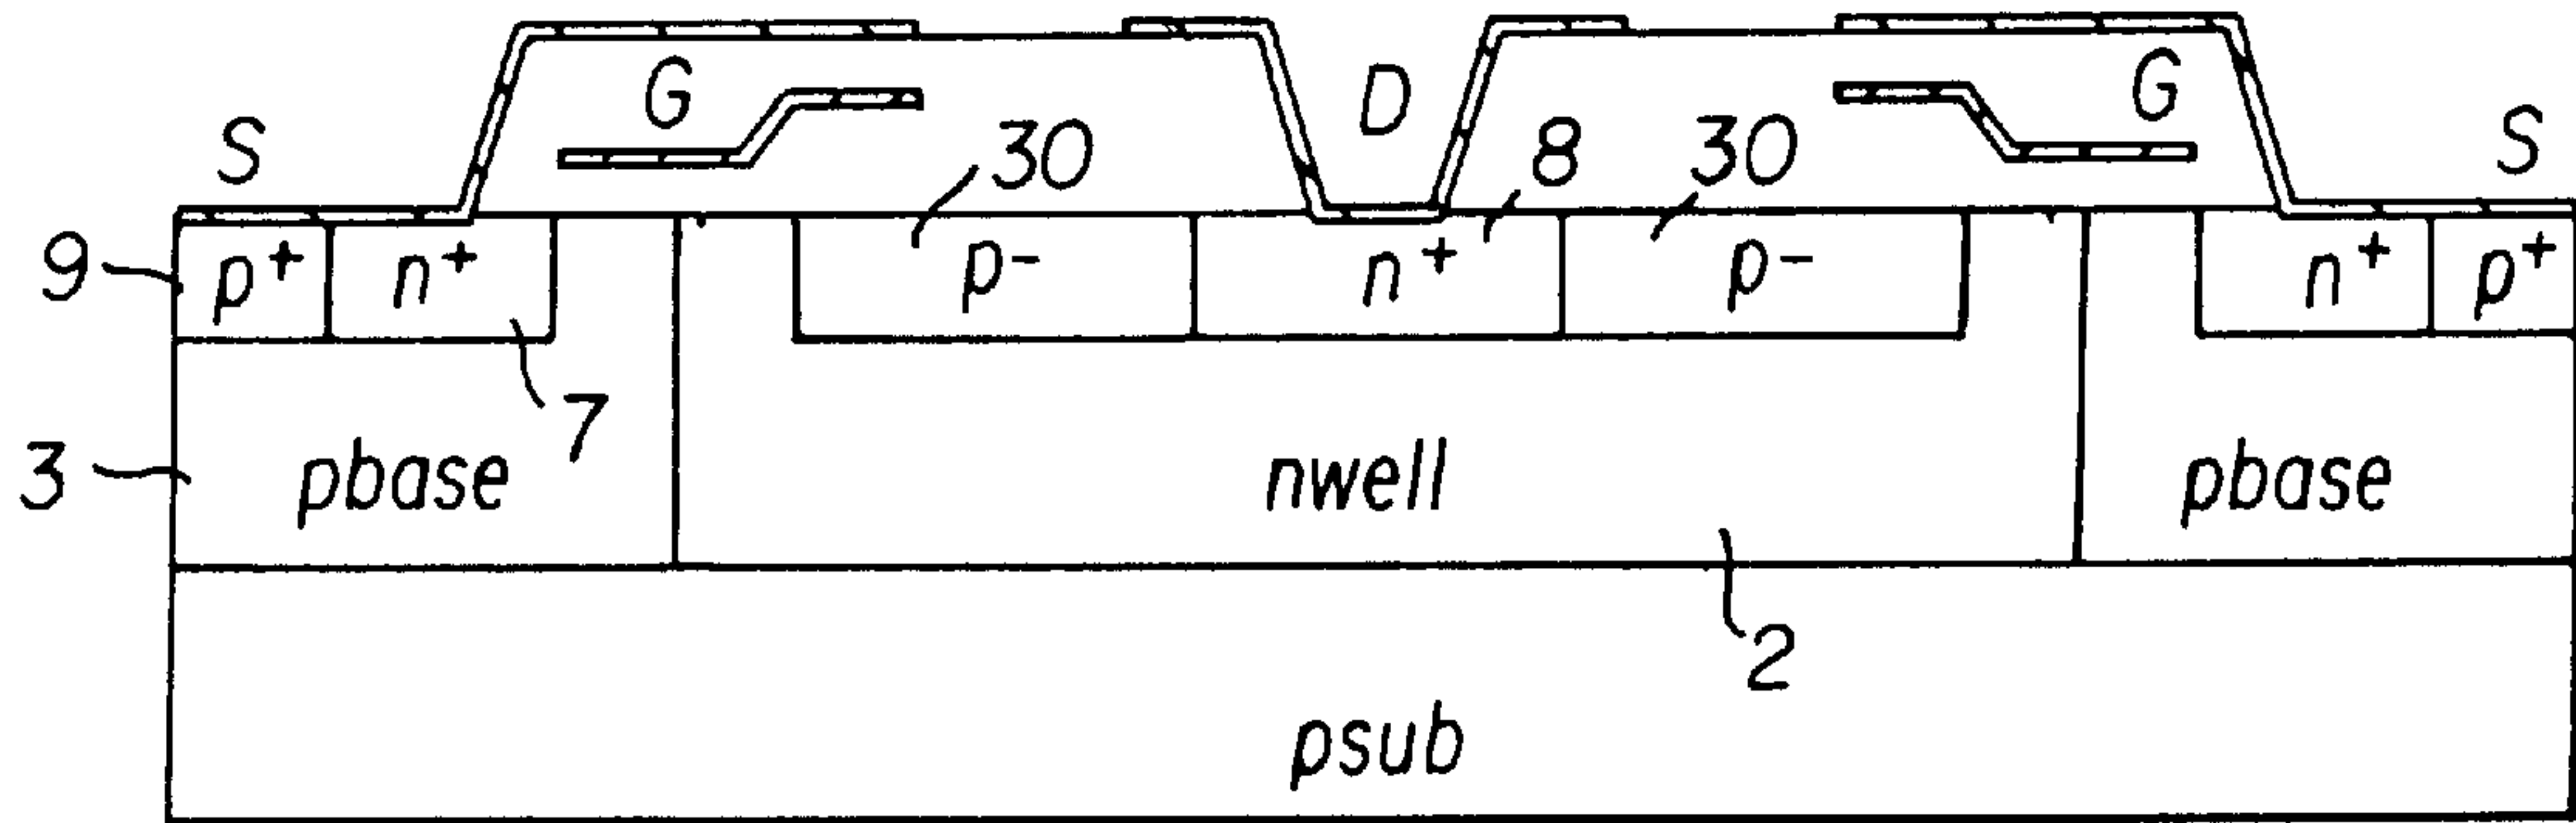 G D G
S 30 8 30 S
9 p+ n+ p- n+ p- n+ p+
7
3 pbase nwell pbase
2
psub